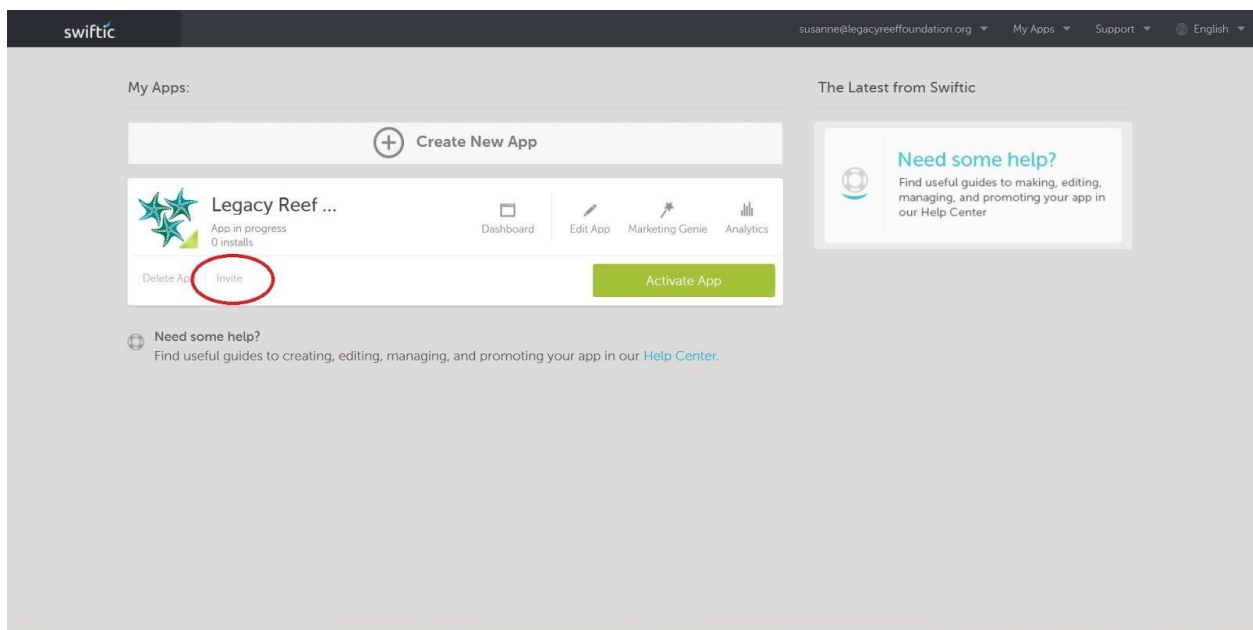 swiftic
susanne@legacyreeffoundation.org My Apps Support English
My Apps:
Create New App
Legacy Reef ...
App in progress
0 installs
Dashboard Edit App Marketing Genie Analytics
Delete Ap Invite
Activate App
Need some help?
Find useful guides to creating, editing, managing, and promoting your app in our Help Center.
The Latest from Swiftic
Need some help?
Find useful guides to making, editing,
managing, and promoting your app in
our Help Center